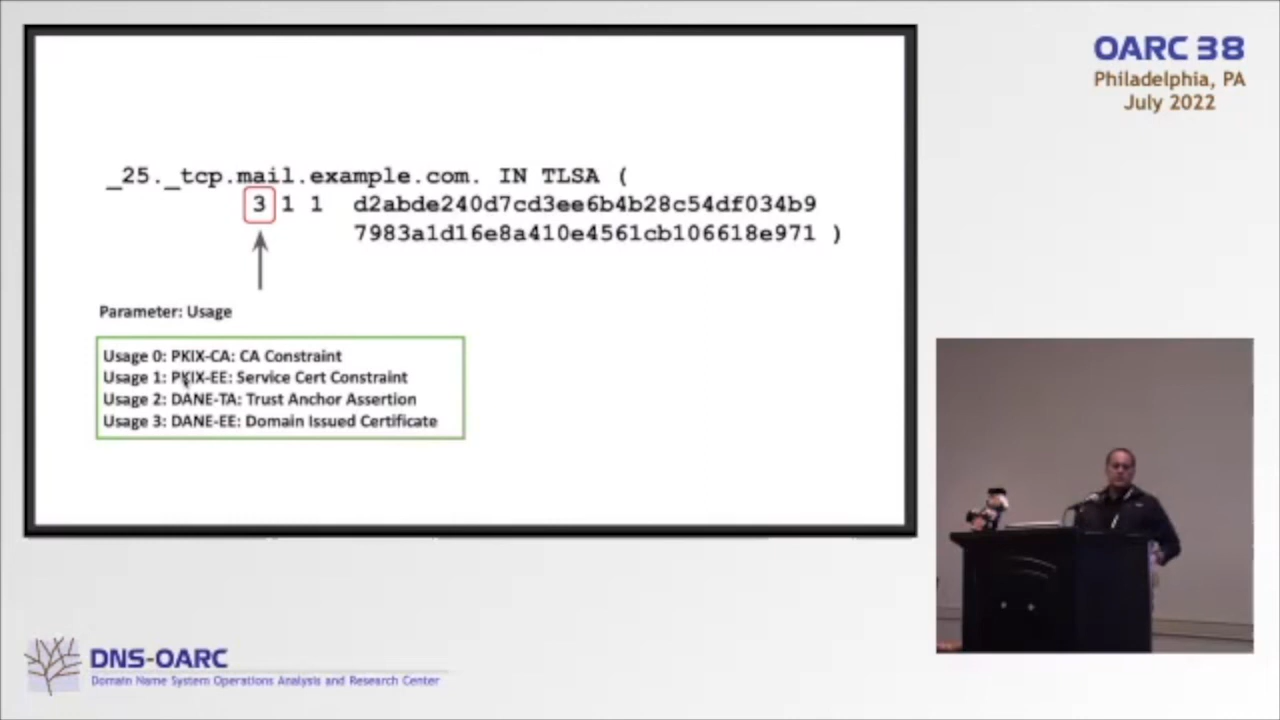 OARC 38
Philadelphia, PA
July 2022
_25._tcp.mail.example.com. IN TLSA (
3 1 1 d2abde240d7cd3ee6b4b28c54df034b9
7983a1d16e8a410e4561cb106618e971 )
Parameter: Usage
Usage 0: PKIX-CA: CA Constraint
Usage 1: PKIX-EE: Service Cert Constraint
Usage 2: DANE-TA: Trust Anchor Assertion
Usage 3: DANE-EE: Domain Issued Certificate
DNS-OARC
Domain Name System Operations Analysis and Research Center